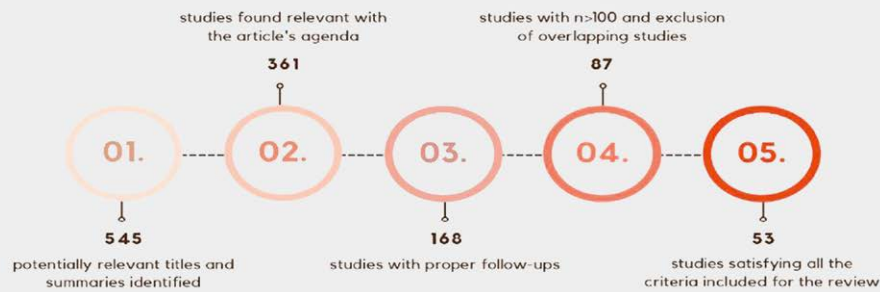 studies found relevant with
the article's agenda
361
studies with n>100 and exclusion
of overlapping studies
87
01.
02.
03.
04.
05.
545
potentially relevant titles and
summaries identified
168
studies with proper follow-ups
53
studies satisfying all the
criteria included for the review